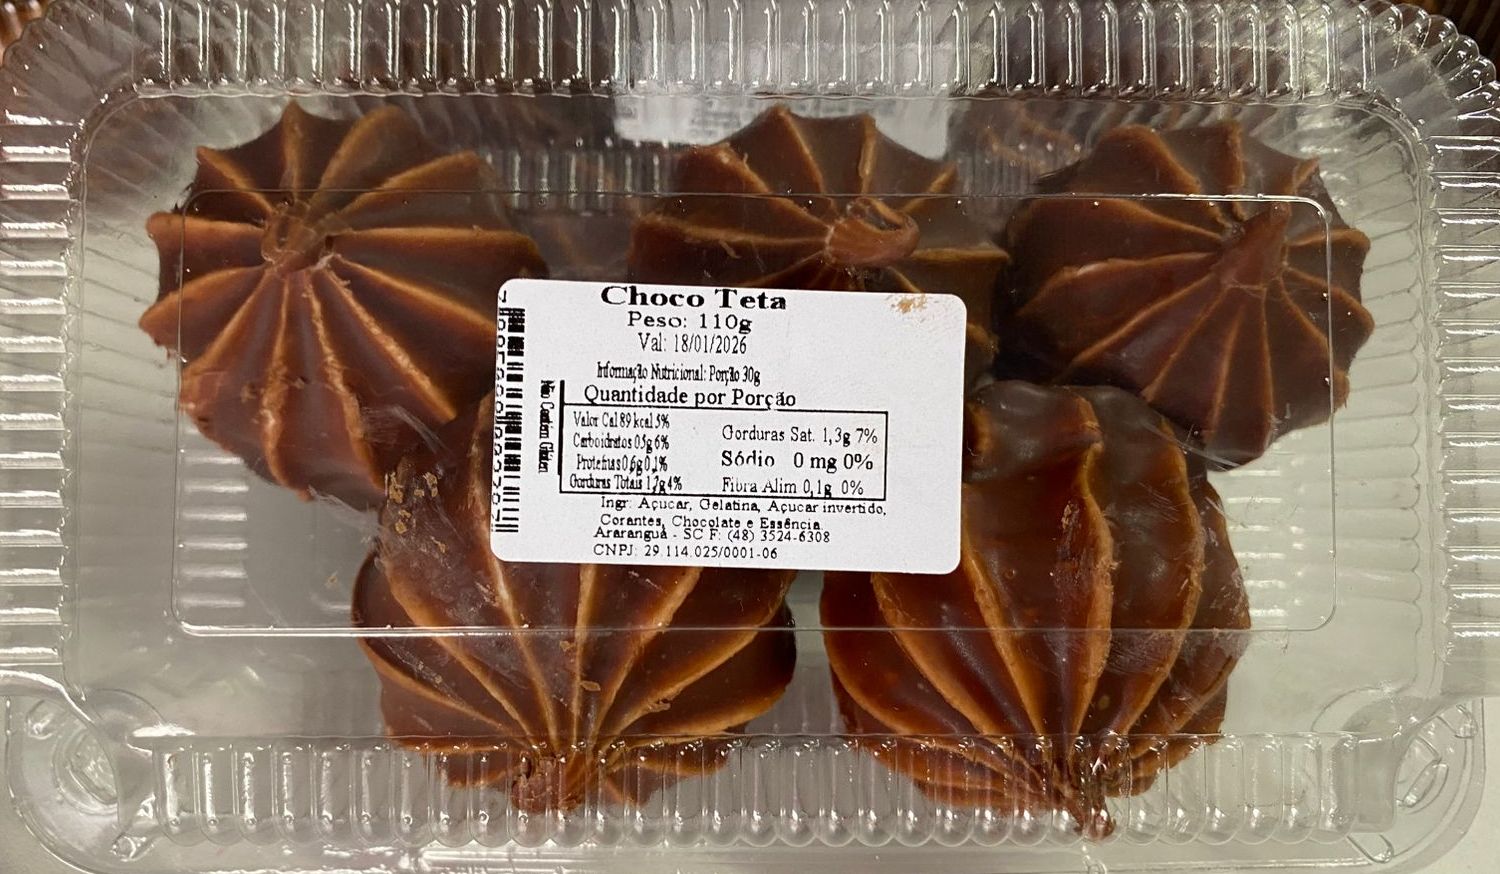 Choco Teta
Peso: 110g
Val: 18/01/2026
Informação Nutricional: Porção 30g
Quantidade por Porção
Valor Cal 89 kcal 5%
Carboidratos 0,5g 6%
Proteínas 0,6g 0,1%
Gorduras Totais 1,7g 4%
Gorduras Sat. 1,3g 7%
Sódio 0 mg 0%
Fibra Alim 0,1g 0%
Ingr: Açucar, Gelatina, Açucar invertido,
Corantes, Chocolate e Essência.
Araranguá - SC F: (48) 3524-6308
CNPJ: 29.114.025/0001-06
Não Contém Glúten